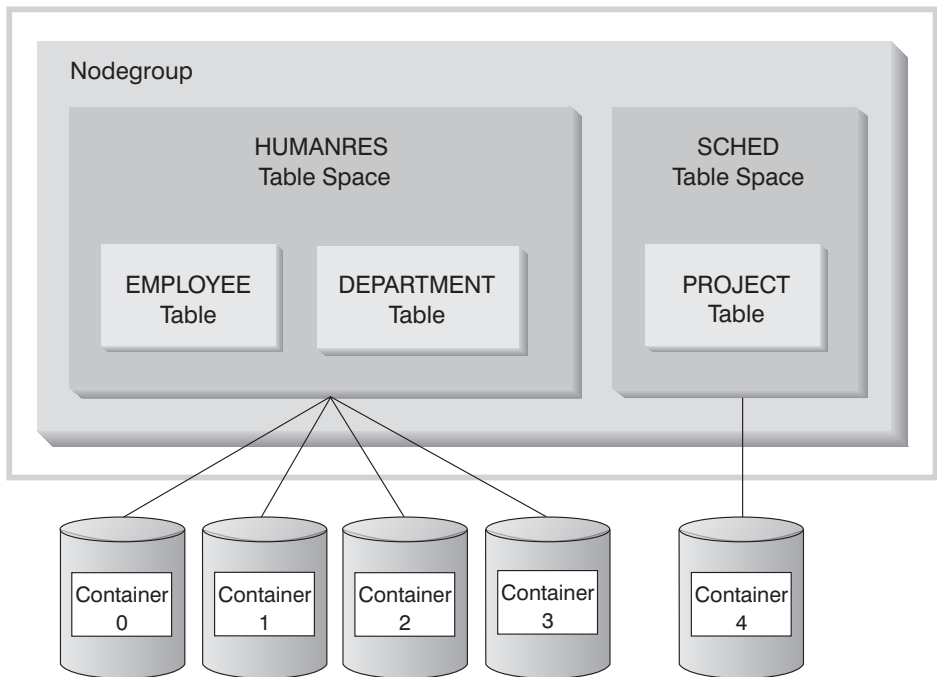 Nodegroup
HUMANRES
Table Space
SCHED
Table Space
EMPLOYEE
Table
DEPARTMENT
Table
PROJECT
Table
Container
0
Container
1
Container
2
Container
3
Container
4